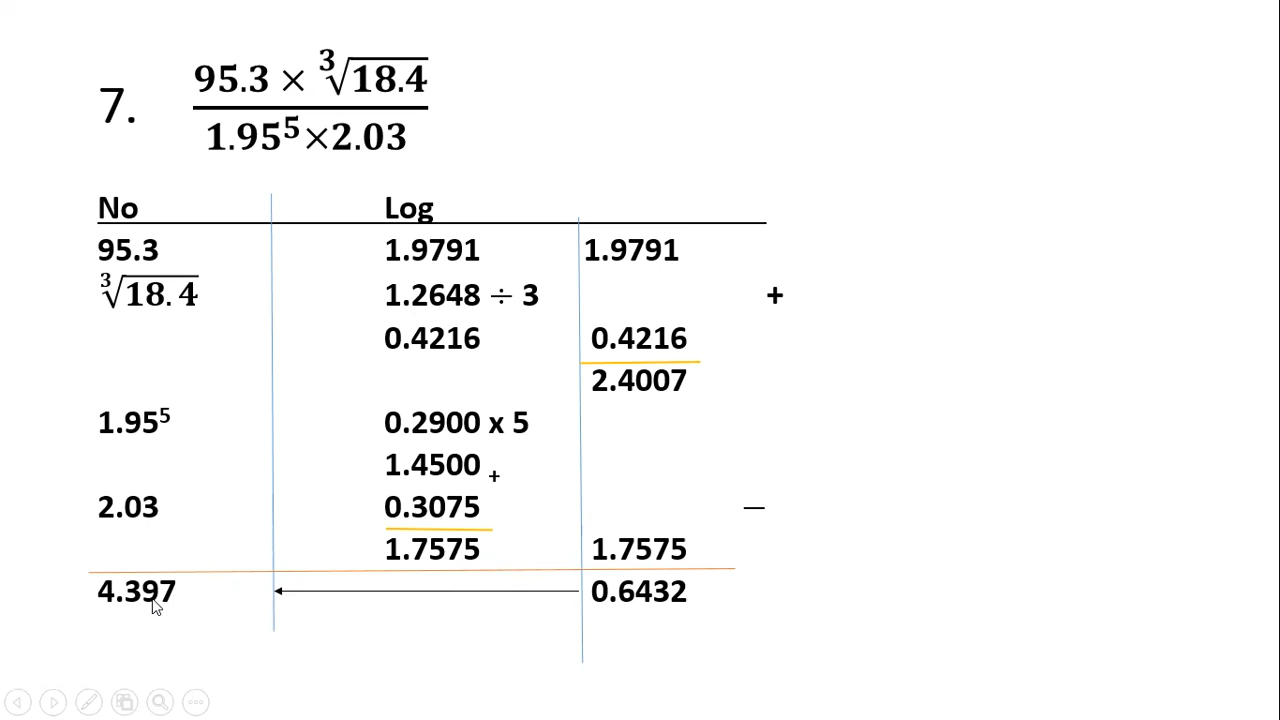 7. 95.3 × ∛18.4
1.95⁵×2.03
No Log
95.3 1.9791 1.9791
∛18.4 1.2648 ÷ 3 +
0.4216 0.4216
2.4007
1.95⁵ 0.2900 x 5
1.4500 +
2.03 0.3075 —
1.7575 1.7575
4.397 0.6432